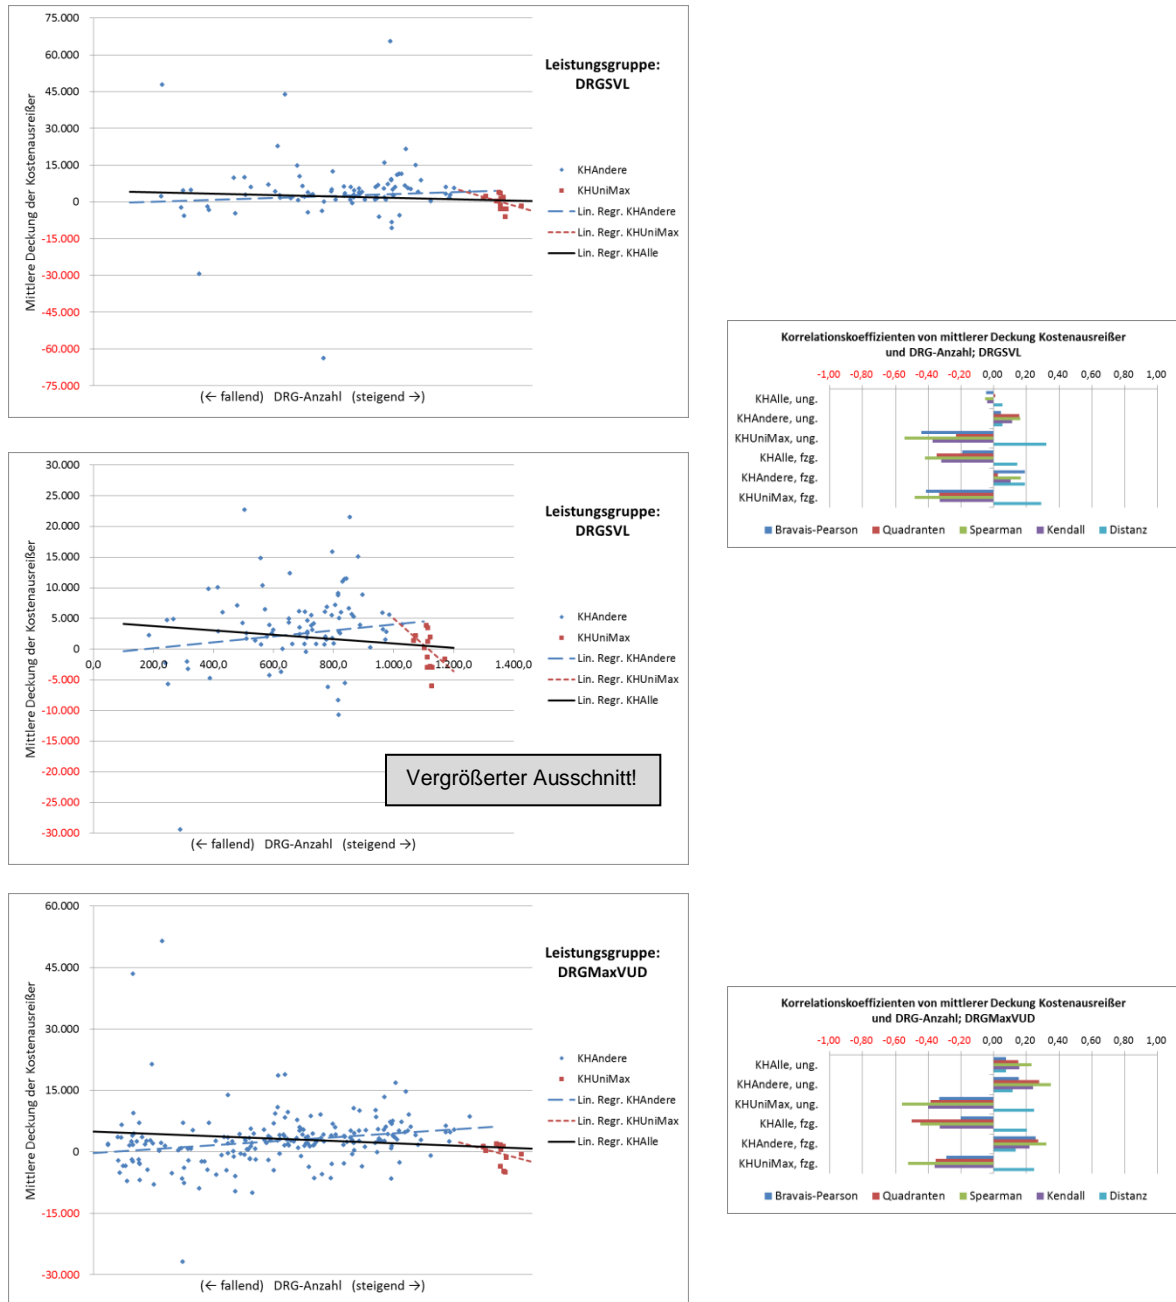 75.000
60.000
45.000
30.000
15.000
0
-15.000
-30.000
-45.000
-60.000
-75.000
Mittlere Deckung der Kostenausreißer
(← fallend) DRG-Anzahl (steigend →)
Leistungsgruppe:
DRGSVL
KHAndere
KHUniMax
Lin. Regr. KHAndere
Lin. Regr. KHUniMax
Lin. Regr. KHAlle
Korrelationskoeffizienten von mittlerer Deckung Kostenausreißer
und DRG-Anzahl; DRGSVL
-1,00 -0,80 -0,60 -0,40 -0,20 0,00 0,20 0,40 0,60 0,80 1,00
KHAlle, ung.
KHAndere, ung.
KHUniMax, ung.
KHAlle, fzg.
KHAndere, fzg.
KHUniMax, fzg.
Bravais-Pearson Quadranten Spearman Kendall Distanz
30.000
25.000
20.000
15.000
10.000
5.000
0
-5.000
-10.000
-15.000
-20.000
-25.000
-30.000
Mittlere Deckung der Kostenausreißer
0,0 200,0 400,0 600,0 800,0 1.000,0 1.200,0 1.400,0
(← fallend) DRG-Anzahl (steigend →)
Leistungsgruppe:
DRGSVL
KHAndere
KHUniMax
Lin. Regr. KHAndere
Lin. Regr. KHUniMax
Lin. Regr. KHAlle
Vergrößerter Ausschnitt!
60.000
45.000
30.000
15.000
0
-15.000
-30.000
Mittlere Deckung der Kostenausreißer
(← fallend) DRG-Anzahl (steigend →)
Leistungsgruppe:
DRGMaxVUD
KHAndere
KHUniMax
Lin. Regr. KHAndere
Lin. Regr. KHUniMax
Lin. Regr. KHAlle
Korrelationskoeffizienten von mittlerer Deckung Kostenausreißer
und DRG-Anzahl; DRGMaxVUD
-1,00 -0,80 -0,60 -0,40 -0,20 0,00 0,20 0,40 0,60 0,80 1,00
KHAlle, ung.
KHAndere, ung.
KHUniMax, ung.
KHAlle, fzg.
KHAndere, fzg.
KHUniMax, fzg.
Bravais-Pearson Quadranten Spearman Kendall Distanz